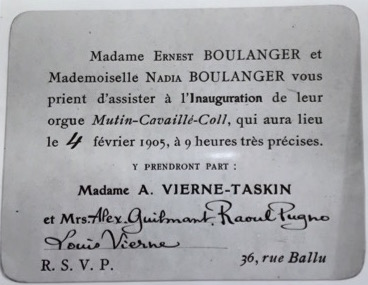 Madame ERNEST BOULANGER et
Mademoiselle NADIA BOULANGER vous
prient d'assister à l'Inauguration de leur
orgue Mutin-Cavaillé-Coll, qui aura lieu
le 4 février 1905, à 9 heures très précises.
Y PRENDRONT PART :
Madame A. VIERNE-TASKIN
et Mrs Alex. Guilmant, Raoul Pugno
Louis Vierne
R. S. V. P. 36, rue Ballu